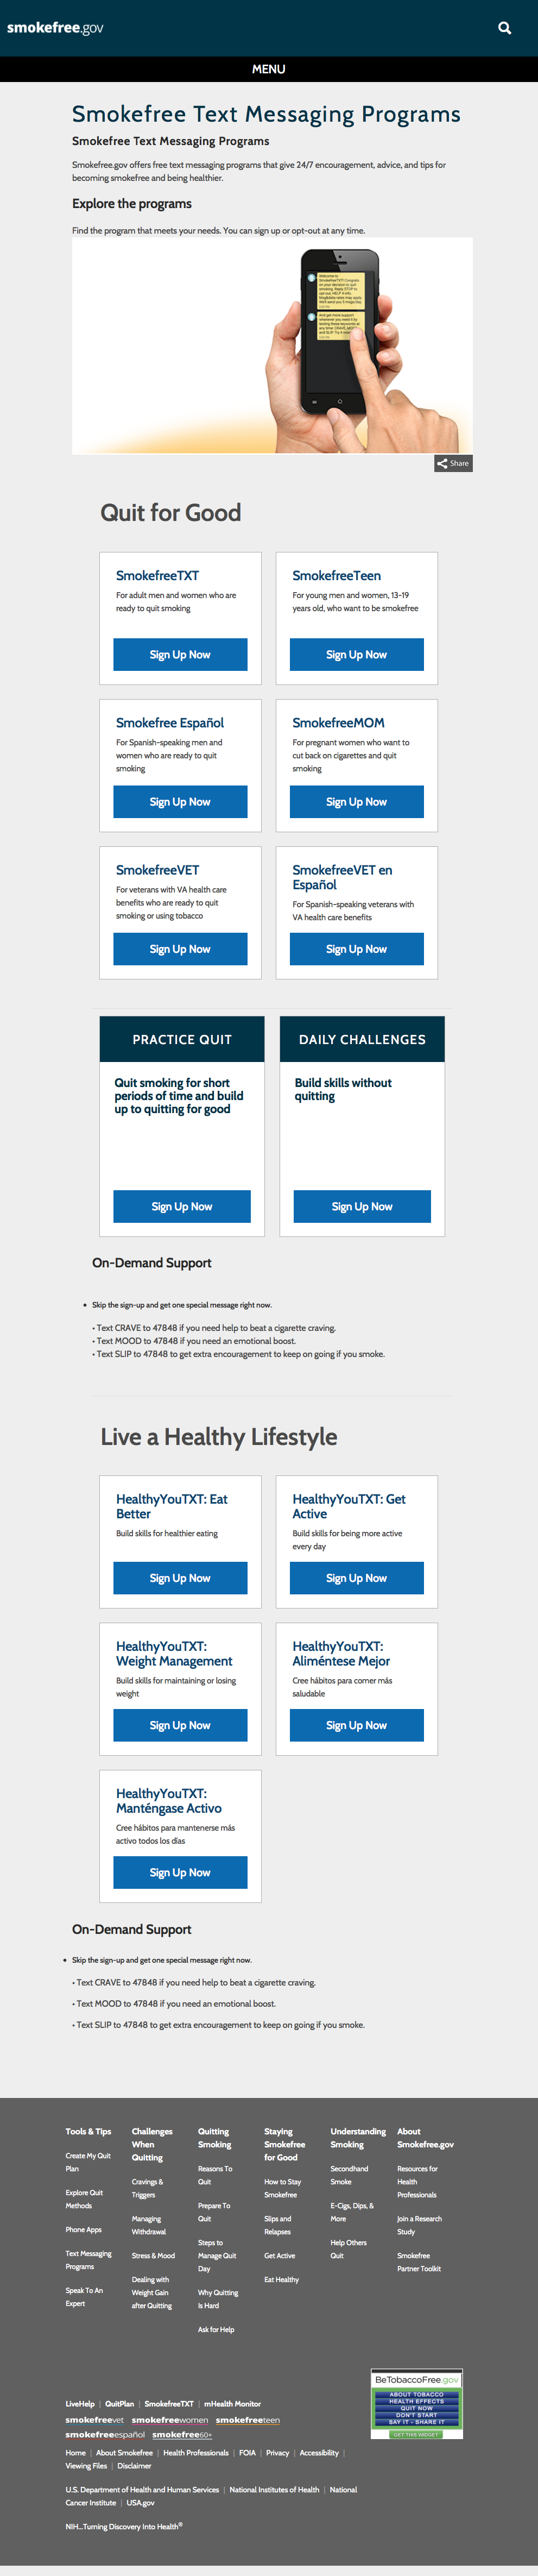 smokefree.gov
MENU
Smokefree Text Messaging Programs
Smokefree Text Messaging Programs
Smokefree.gov offers free text messaging programs that give 24/7 encouragement, advice, and tips for
becoming smokefree and being healthier.
Explore the programs
Find the program that meets your needs. You can sign up or opt-out at any time.
Share
Quit for Good
SmokefreeTXT
For adult men and women who are
ready to quit smoking
Sign Up Now
SmokefreeTeen
For young men and women, 13-19
years old, who want to be smokefree
Sign Up Now
Smokefree Español
For Spanish-speaking men and
women who are ready to quit
smoking
Sign Up Now
SmokefreeMOM
For pregnant women who want to
cut back on cigarettes and quit
smoking
Sign Up Now
SmokefreeVET
For veterans with VA health care
benefits who are ready to quit
smoking or using tobacco
Sign Up Now
SmokefreeVET en
Español
For Spanish-speaking veterans with
VA health care benefits
Sign Up Now
PRACTICE QUIT
Quit smoking for short
periods of time and build
up to quitting for good
Sign Up Now
DAILY CHALLENGES
Build skills without
quitting
Sign Up Now
On-Demand Support
• Skip the sign-up and get one special message right now.
• Text CRAVE to 47848 if you need help to beat a cigarette craving.
• Text MOOD to 47848 if you need an emotional boost.
• Text SLIP to 47848 to get extra encouragement to keep on going if you smoke.
Live a Healthy Lifestyle
HealthyYouTXT: Eat
Better
Build skills for healthier eating
Sign Up Now
HealthyYouTXT: Get
Active
Build skills for being more active
every day
Sign Up Now
HealthyYouTXT:
Weight Management
Build skills for maintaining or losing
weight
Sign Up Now
HealthyYouTXT:
Aliméntese Mejor
Cree hábitos para comer más
saludable
Sign Up Now
HealthyYouTXT:
Manténgase Activo
Cree hábitos para mantenerse más
activo todos los días
Sign Up Now
On-Demand Support
• Skip the sign-up and get one special message right now.
• Text CRAVE to 47848 if you need help to beat a cigarette craving.
• Text MOOD to 47848 if you need an emotional boost.
• Text SLIP to 47848 to get extra encouragement to keep on going if you smoke.
Tools & Tips
Create My Quit
Plan
Explore Quit
Methods
Phone Apps
Text Messaging
Programs
Speak To An
Expert
Challenges
When
Quitting
Cravings &
Triggers
Managing
Withdrawal
Stress & Mood
Dealing with
Weight Gain
after Quitting
Quitting
Smoking
Reasons To
Quit
Prepare To
Quit
Steps to
Manage Quit
Day
Why Quitting
Is Hard
Ask for Help
Staying
Smokefree
for Good
How to Stay
Smokefree
Slips and
Relapses
Get Active
Eat Healthy
Understanding
Smoking
Secondhand
Smoke
E-Cigs, Dips, &
More
Help Others
Quit
About
Smokefree.gov
Resources for
Health
Professionals
Join a Research
Study
Smokefree
Partner Toolkit
BeTobaccoFree.gov
ABOUT TOBACCO
HEALTH EFFECTS
QUIT NOW
DON'T START
SAY IT - SHARE IT
GET THIS WIDGET
LiveHelp | QuitPlan | SmokefreeTXT | mHealth Monitor
smokefreevet smokefreewomen smokefreeteen
smokefreeespañol smokefree60+
Home | About Smokefree | Health Professionals | FOIA | Privacy | Accessibility |
Viewing Files | Disclaimer
U.S. Department of Health and Human Services | National Institutes of Health | National
Cancer Institute | USA.gov
NIH...Turning Discovery Into Health®